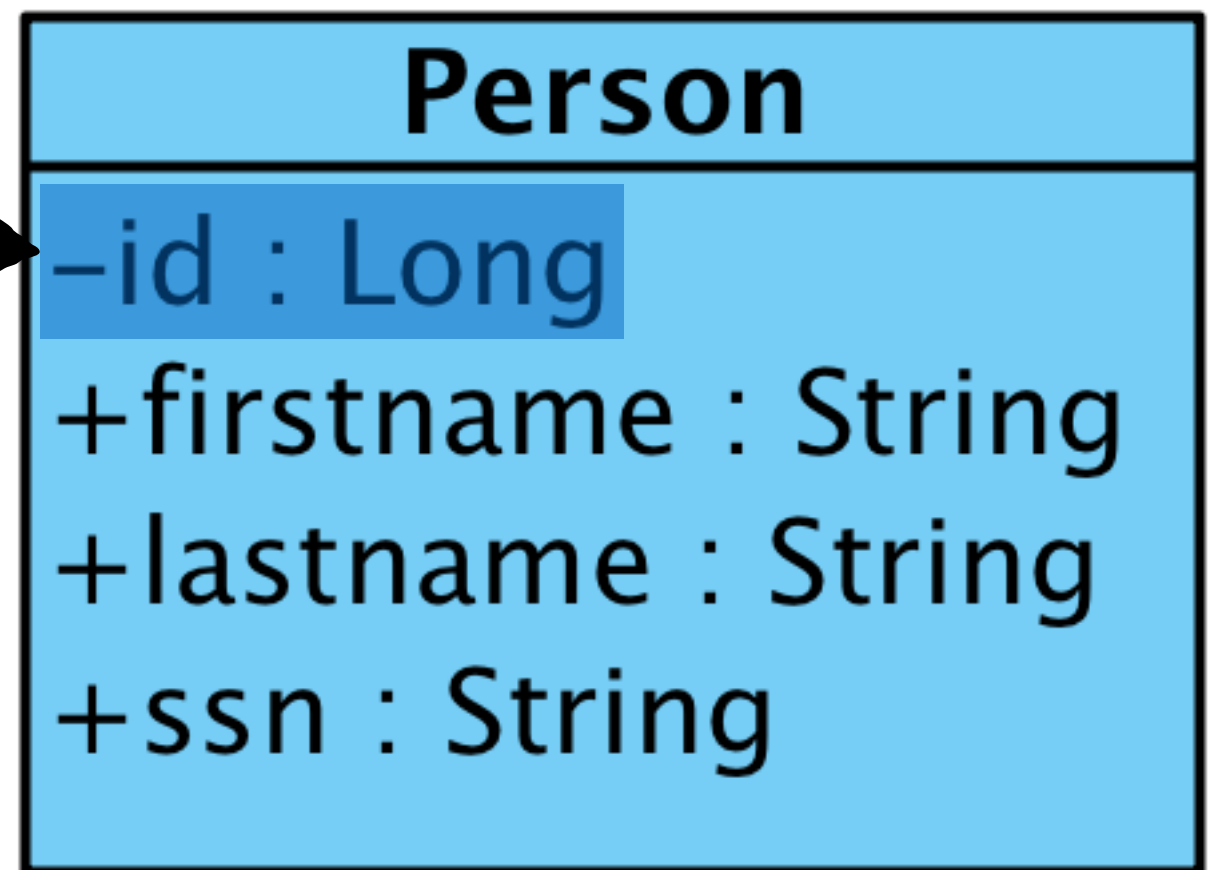 Person
-id : Long
+firstname : String
+lastname : String
+ssn : String